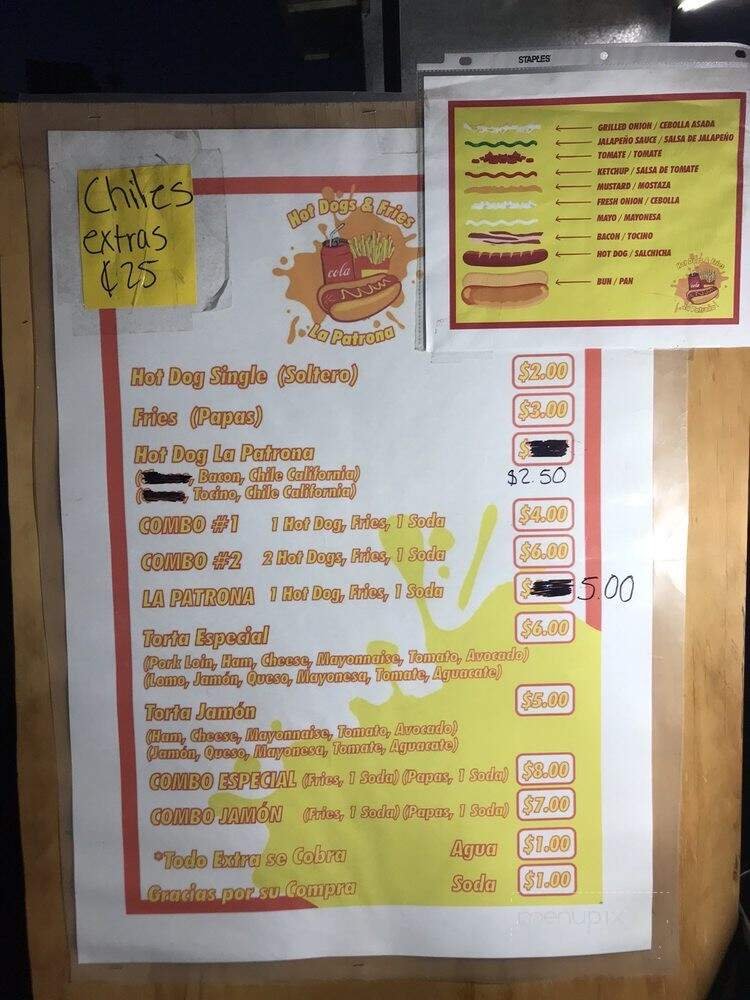 STAPLES
GRILLED ONION / CEBOLLA ASADA
JALAPEÑO SAUCE / SALSA DE JALAPEÑO
TOMATE / TOMATE
KETCHUP / SALSA DE TOMATE
MUSTARD / MOSTAZA
FRESH ONION / CEBOLLA
MAYO / MAYONESA
BACON / TOCINO
HOT DOG / SALCHICHA
BUN / PAN
Hot Dogs & Fries
cola
La Patrona
Chiles
extras
¢25
Hot Dogs & Fries
cola
La Patrona
Hot Dog Single (Soltero) $2.00
Fries (Papas) $3.00
Hot Dog La Patrona $
(, Bacon, Chile California) $2.50
(, Tocino, Chile California)
COMBO #1 1 Hot Dog, Fries, 1 Soda $4.00
COMBO #2 2 Hot Dogs, Fries, 1 Soda $6.00
LA PATRONA 1 Hot Dog, Fries, 1 Soda $ 5.00
Torta Especial $6.00
(Pork Loin, Ham, Cheese, Mayonnaise, Tomato, Avocado)
(Lomo, Jamón, Queso, Mayonesa, Tomate, Aguacate)
Torta Jamón $5.00
(Ham, Cheese, Mayonnaise, Tomato, Avocado)
(Jamón, Queso, Mayonesa, Tomate, Aguacate)
COMBO ESPECIAL (Fries, 1 Soda) (Papas, 1 Soda) $8.00
COMBO JAMÓN (Fries, 1 Soda) (Papas, 1 Soda) $7.00
*Todo Extra se Cobra Agua $1.00
Gracias por su Compra Soda $1.00
menupix